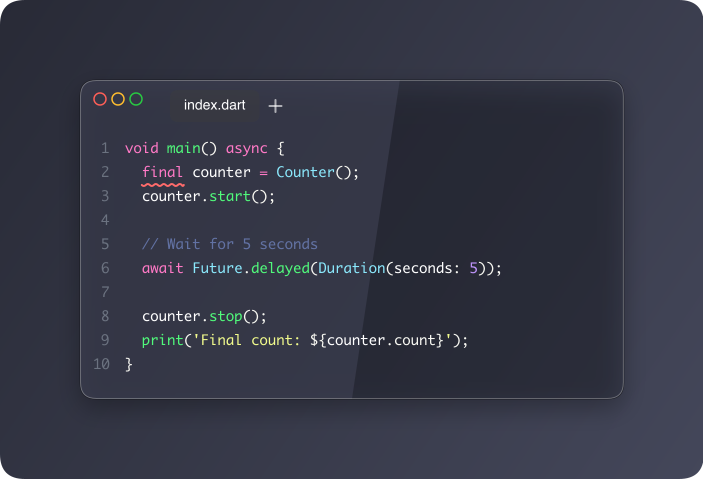 index.dart +
1 void main() async {
2 final counter = Counter();
3 counter.start();
4
5 // Wait for 5 seconds
6 await Future.delayed(Duration(seconds: 5));
7
8 counter.stop();
9 print('Final count: ${counter.count}');
10 }